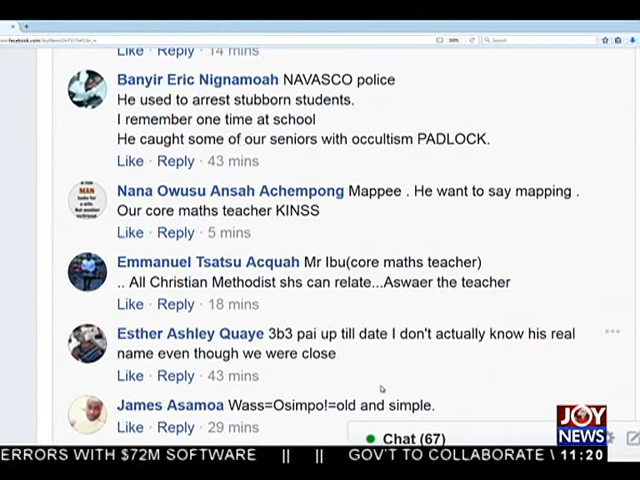 Like · Reply · 14 mins
Banyir Eric Nignamoah NAVASCO police
He used to arrest stubborn students.
I remember one time at school
He caught some of our seniors with occultism PADLOCK.
Like · Reply · 43 mins
Nana Owusu Ansah Achempong Mappee . He want to say mapping .
Our core maths teacher KINSS
Like · Reply · 5 mins
MAN
Emmanuel Tsatsu Acquah Mr Ibu(core maths teacher)
.. All Christian Methodist shs can relate...Aswaer the teacher
Like · Reply · 18 mins
Esther Ashley Quaye 3b3 pai up till date I don't actually know his real
name even though we were close
Like · Reply · 43 mins
James Asamoa Wass=Osimpo!=old and simple.
Like · Reply · 29 mins
Chat (67)
JOY
NEWS
ERRORS WITH $72M SOFTWARE || || GOV'T TO COLLABORATE \ 11:20